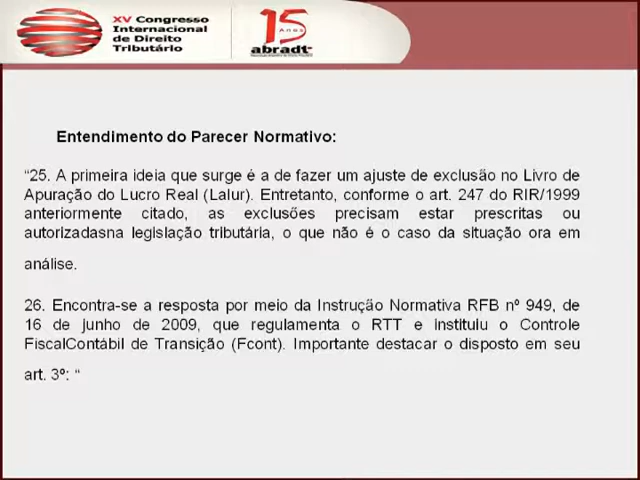 XV Congresso
Internacional
de Direito
Tributário
15
Anos
abradt
Entendimento do Parecer Normativo:
“25. A primeira ideia que surge é a de fazer um ajuste de exclusão no Livro de
Apuração do Lucro Real (Lalur). Entretanto, conforme o art. 247 do RIR/1999
anteriormente citado, as exclusões precisam estar prescritas ou
autorizadasna legislação tributária, o que não é o caso da situação ora em
análise.
26. Encontra-se a resposta por meio da Instrução Normativa RFB nº 949, de
16 de junho de 2009, que regulamenta o RTT e instituiu o Controle
FiscalContábil de Transição (Fcont). Importante destacar o disposto em seu
art. 3º: “